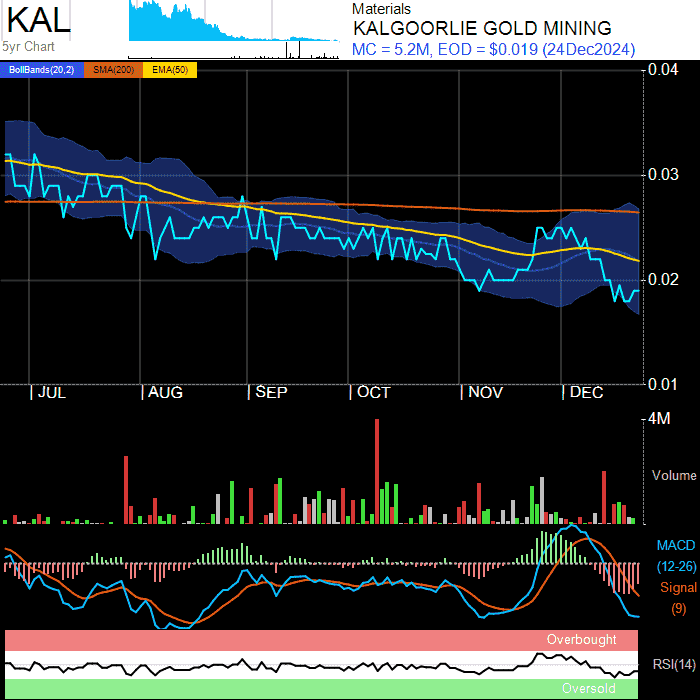 KAL
5yr Chart
Materials
KALGOORLIE GOLD MINING
MC = 5.2M, EOD = $0.019 (24Dec2024)
BollBands(20,2) SMA(200) EMA(50)
0.04
0.03
0.02
0.01
JUL AUG SEP OCT NOV DEC
4M
Volume
MACD
(12-26)
Signal
(9)
Overbought
RSI(14)
Oversold